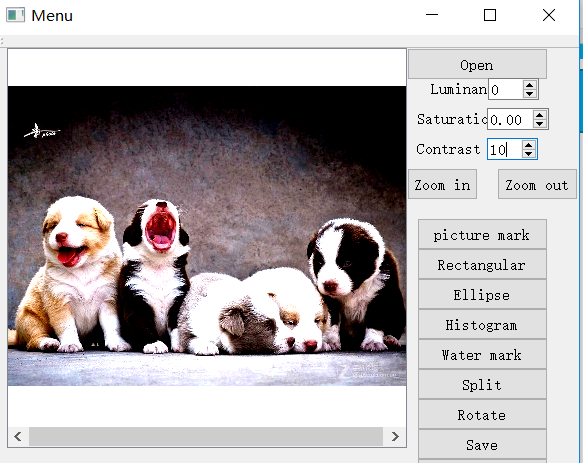 Menu
Open
Luminan
0
Saturatio
0.00
Contrast
10
Zoom in
Zoom out
picture mark
Rectangular
Ellipse
Histogram
Water mark
Split
Rotate
Save